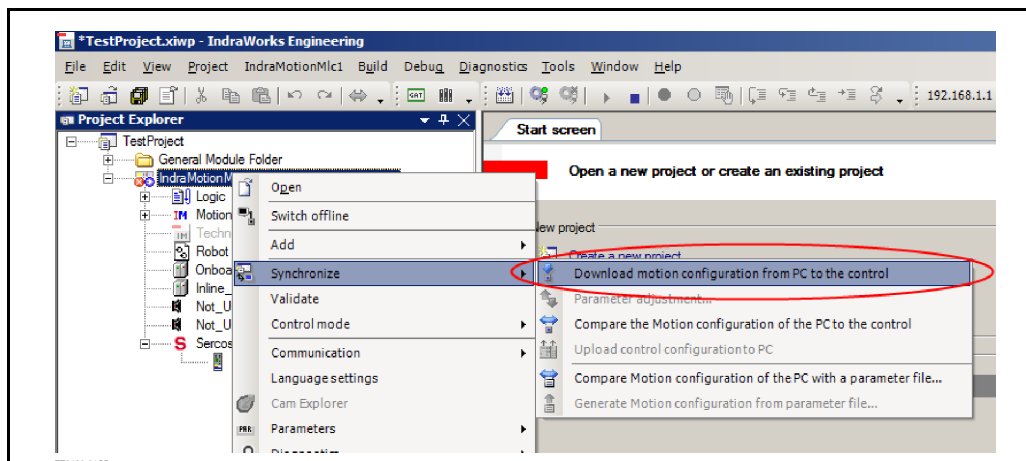 *TestProject.xiwp - IndraWorks Engineering
File Edit View Project IndraMotionMlc1 Build Debug Diagnostics Tools Window Help
192.168.1.1
Project Explorer
Start screen
TestProject
General Module Folder
Open a new project or create an existing project
IndraMotionM
Open
Logic
Switch offline
Motion
New project
Techn
Add
Create a new project
Robot
Onboa
Synchronize
Download motion configuration from PC to the control
Inline_
Validate
Parameter adjustment...
Not_U
Control mode
Compare the Motion configuration of the PC to the control
Not_U
Sercos
Communication
Upload control configuration to PC
Language settings
Compare Motion configuration of the PC with a parameter file...
Cam Explorer
Generate Motion configuration from parameter file...
Parameters